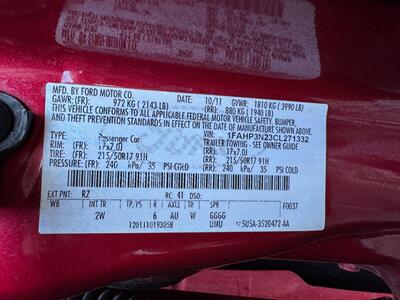 MFD. BY FORD MOTOR CO.
DATE: 10/11 GVWR: 1810 KG ( 3990 LB)
GAWR: (FR): 972 KG ( 2143 LB) (RR): 880 KG ( 1940 LB)
THIS VEHICLE CONFORMS TO ALL APPLICABLE FEDERAL MOTOR VEHICLE SAFETY, BUMPER, AND
THEFT PREVENTION STANDARDS IN EFFECT ON THE DATE OF MANUFACTURE SHOWN ABOVE.
TYPE: Passenger Car VIN: 1FAHP3N23CL271332
RIM: (FR): 17x7.0J TRAILER TOWING - SEE OWNER GUIDE
(RR): 17x7.0J
TIRE: (FR): 215/50R17 91H (RR): 215/50R17 91H
PRESSURE: (FR): 240 kPa/ 35 PSI COLD (RR): 240 kPa/ 35 PSI COLD
EXT PNT: RZ RC: 41 DSO: F0037
WB INT TR TP/PS R AXLE TR SPR
2W 6 AU W GGGG
1201110193058 UMU 5U5A-3520472-AA